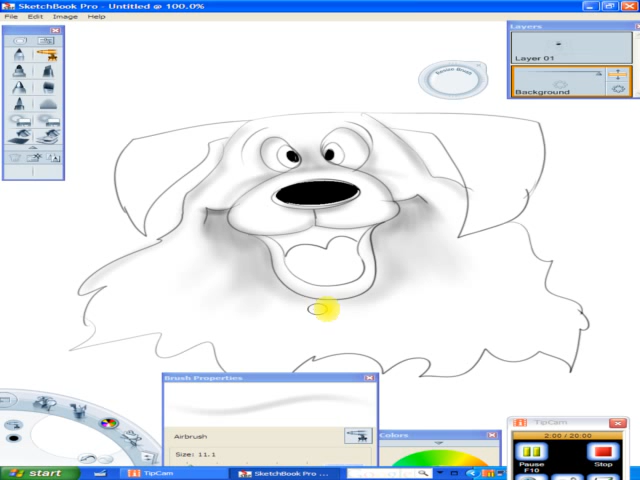 SketchBook Pro - Untitled @ 100.0%
File Edit Image Help
Layers
Layer 01
Background
Brush Properties
Airbrush
Size: 11.1
Colors
TipCam
2:00 / 20:00
Pause
F10
Stop
start
TipCam
SketchBook Pro ...